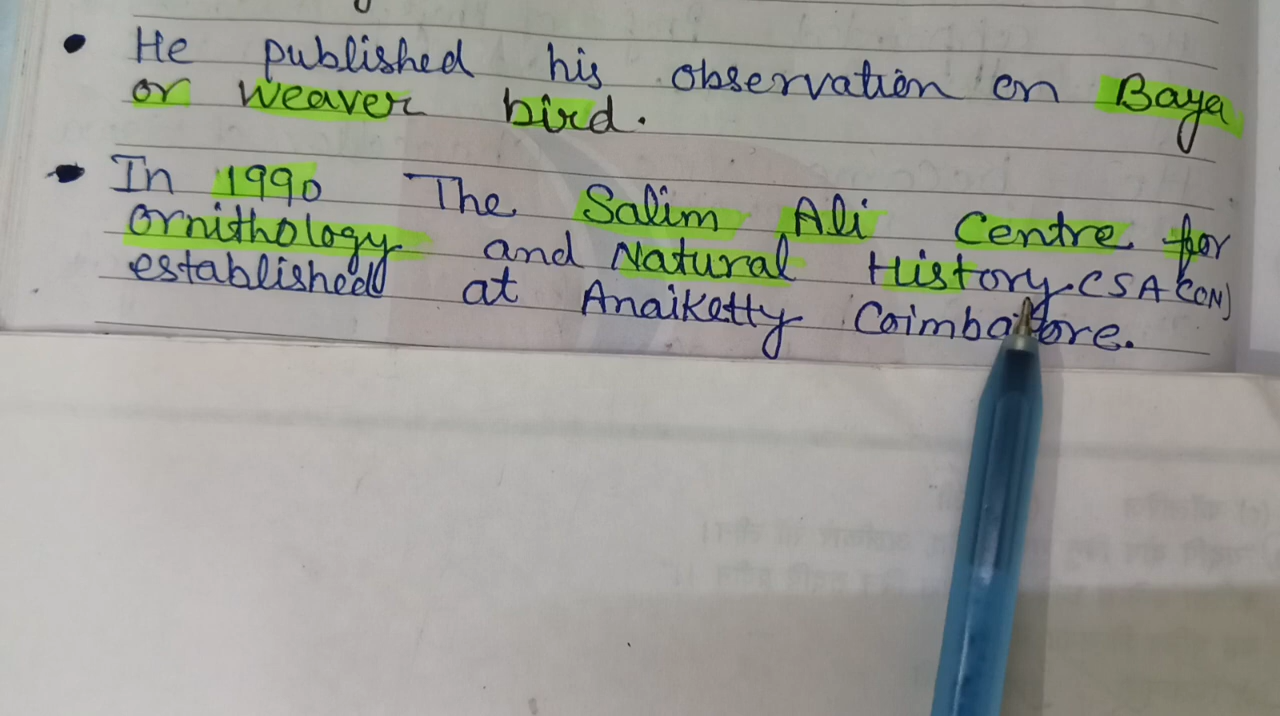 • He published his observation on Baya
or weaver bird.
• In 1990 The Salim Ali Centre for
ornithology and Natural History (SACON)
established at Anaiketty Coimbatore.